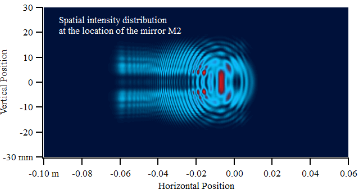 Spatial intensity distribution
at the location of the mirror M2
Vertical Position
30
20
10
0
-10
-20
-30 mm
-0.10 m -0.08 -0.06 -0.04 -0.02 0.00 0.02 0.04 0.06
Horizontal Position